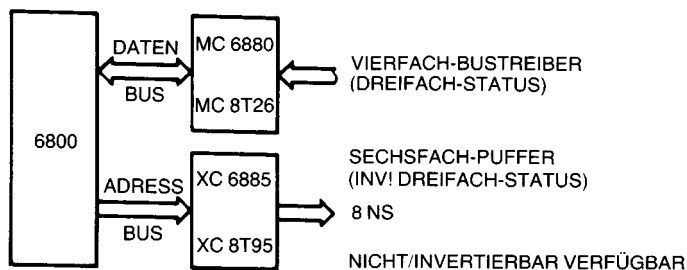 DATEN
BUS
MC 6880
MC 8T26
VIERFACH-BUSTREIBER
(DREIFACH-STATUS)
6800
ADRESS
BUS
XC 6885
XC 8T95
SECHSFACH-PUFFER
(INV! DREIFACH-STATUS)
8 NS
NICHT/INVERTIERBAR VERFÜGBAR